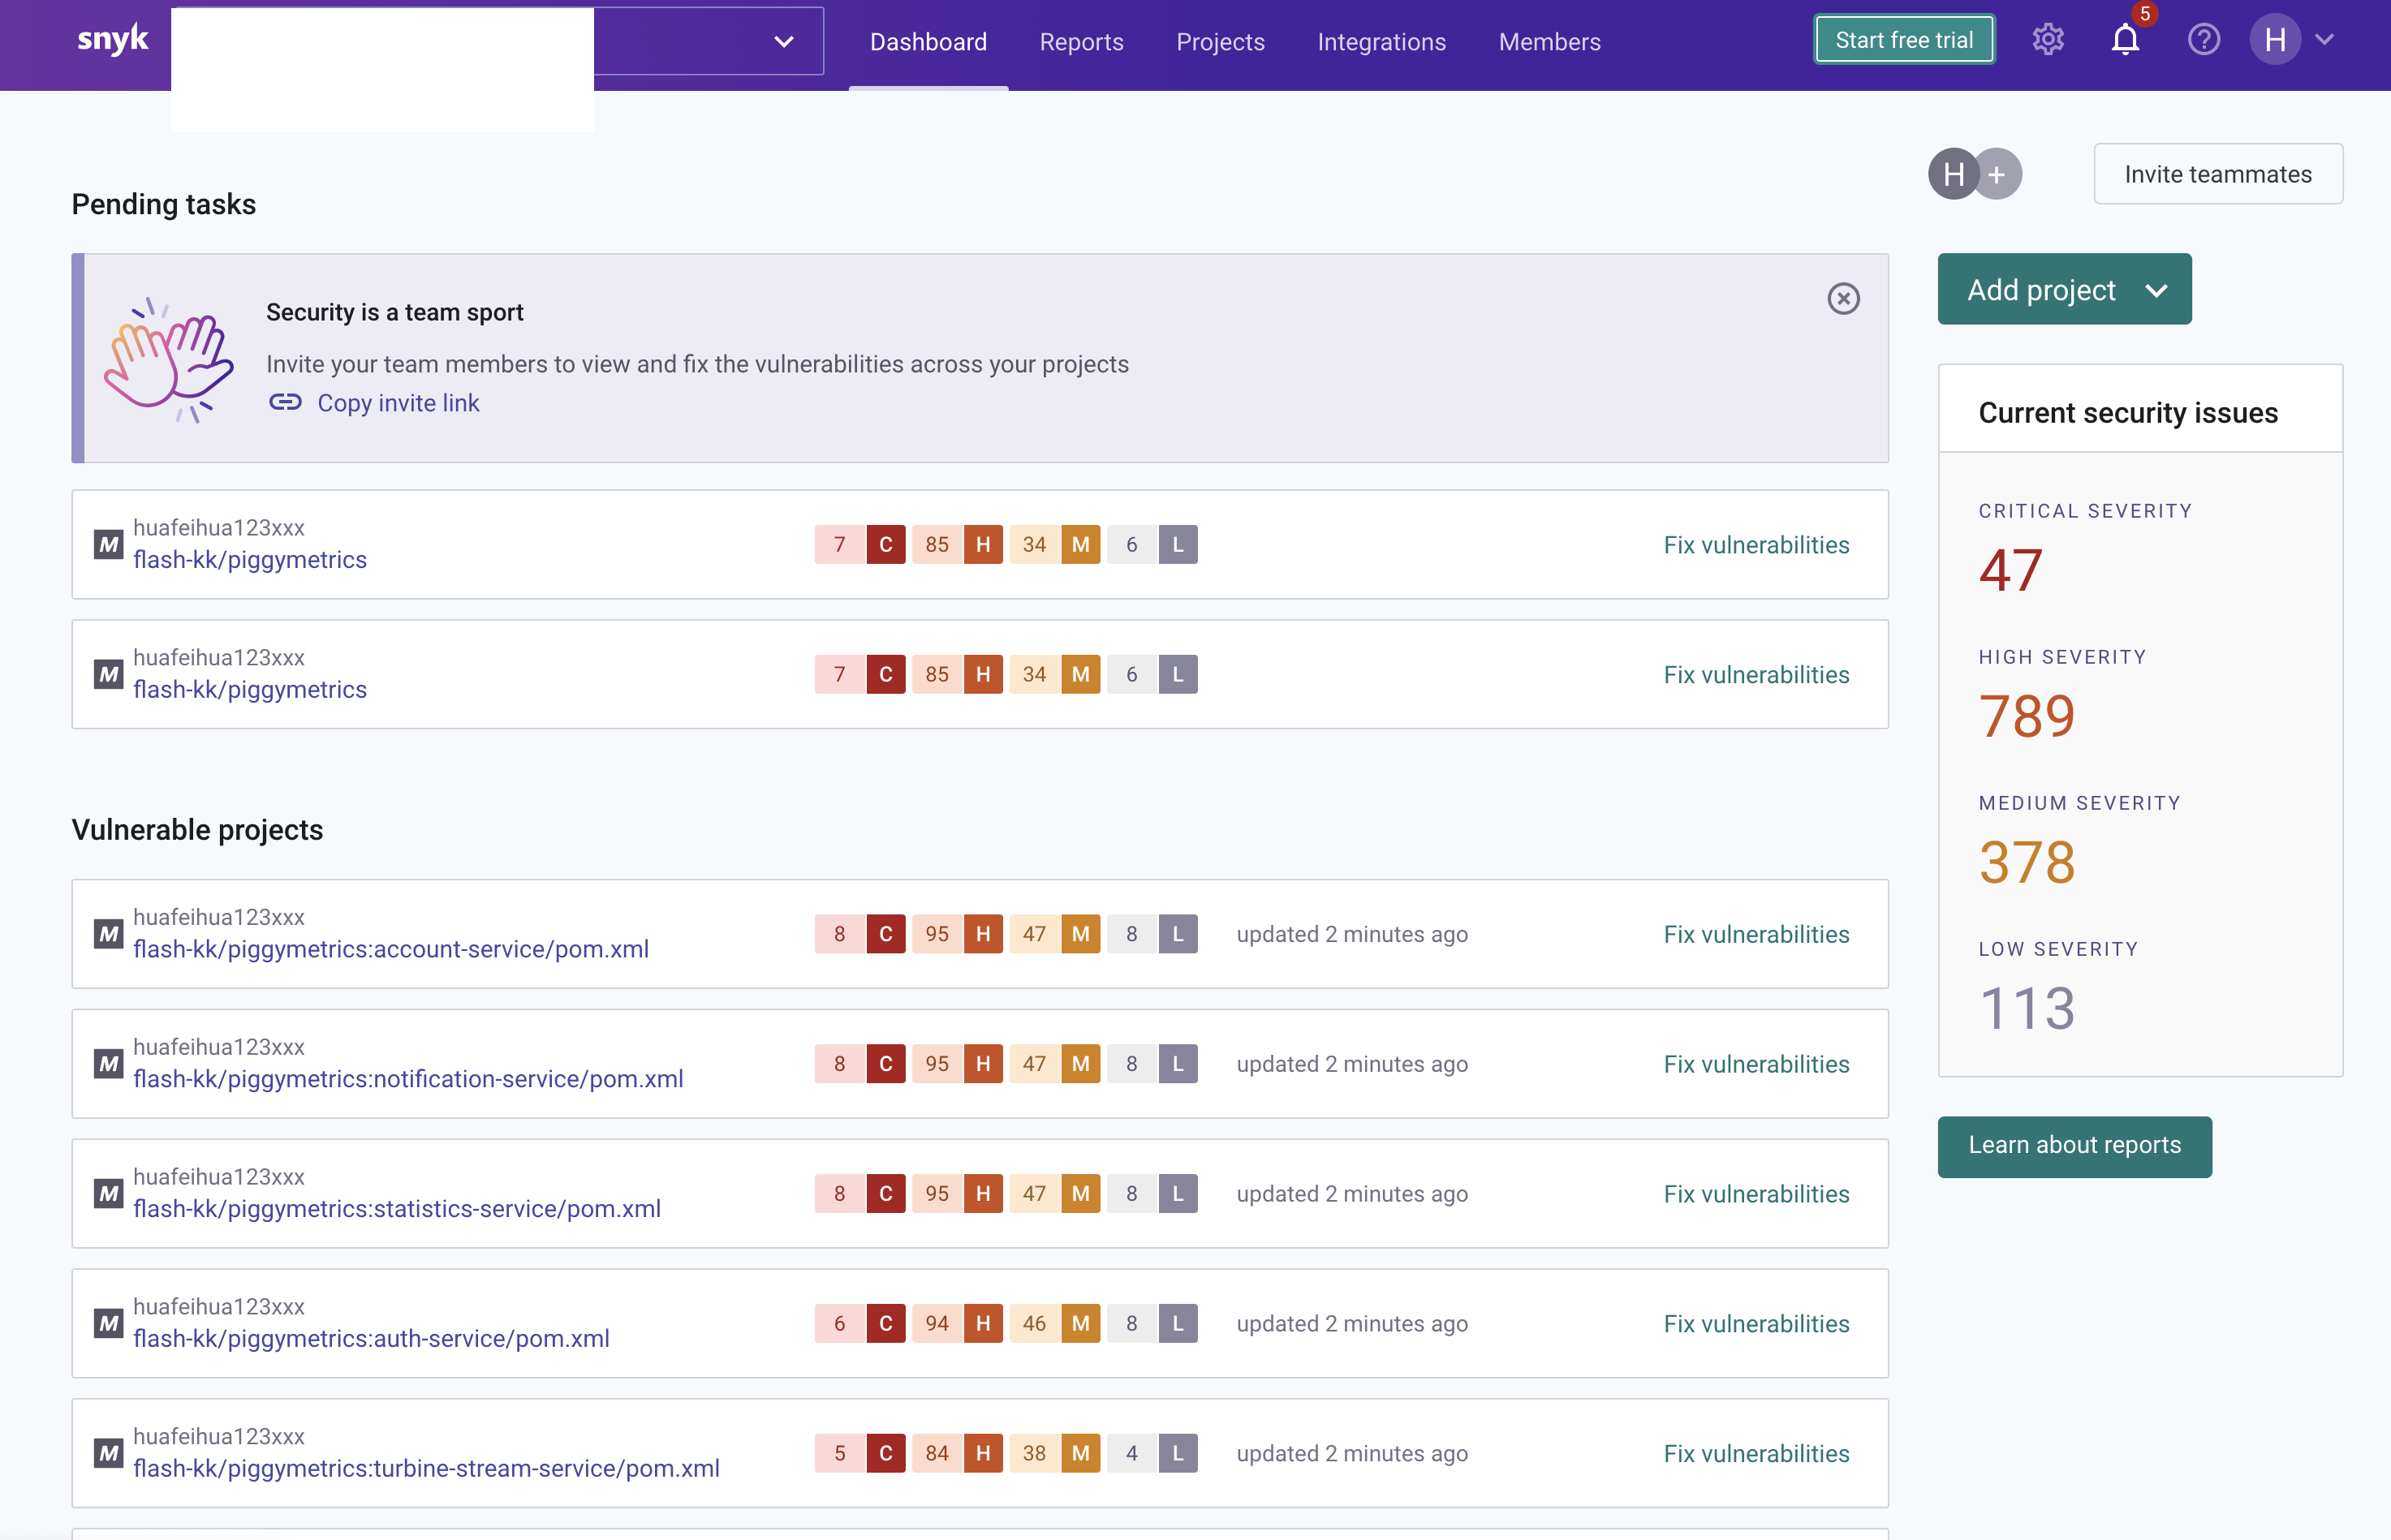 snyk
Dashboard Reports Projects Integrations Members Start free trial 5 H
H + Invite teammates
Pending tasks
Add project
Security is a team sport
Invite your team members to view and fix the vulnerabilities across your projects
Copy invite link
Current security issues
CRITICAL SEVERITY
47
HIGH SEVERITY
789
MEDIUM SEVERITY
378
LOW SEVERITY
113
Learn about reports
M huafeihua123xxx
flash-kk/piggymetrics
7 C 85 H 34 M 6 L Fix vulnerabilities
M huafeihua123xxx
flash-kk/piggymetrics
7 C 85 H 34 M 6 L Fix vulnerabilities
Vulnerable projects
M huafeihua123xxx
flash-kk/piggymetrics:account-service/pom.xml
8 C 95 H 47 M 8 L updated 2 minutes ago Fix vulnerabilities
M huafeihua123xxx
flash-kk/piggymetrics:notification-service/pom.xml
8 C 95 H 47 M 8 L updated 2 minutes ago Fix vulnerabilities
M huafeihua123xxx
flash-kk/piggymetrics:statistics-service/pom.xml
8 C 95 H 47 M 8 L updated 2 minutes ago Fix vulnerabilities
M huafeihua123xxx
flash-kk/piggymetrics:auth-service/pom.xml
6 C 94 H 46 M 8 L updated 2 minutes ago Fix vulnerabilities
M huafeihua123xxx
flash-kk/piggymetrics:turbine-stream-service/pom.xml
5 C 84 H 38 M 4 L updated 2 minutes ago Fix vulnerabilities